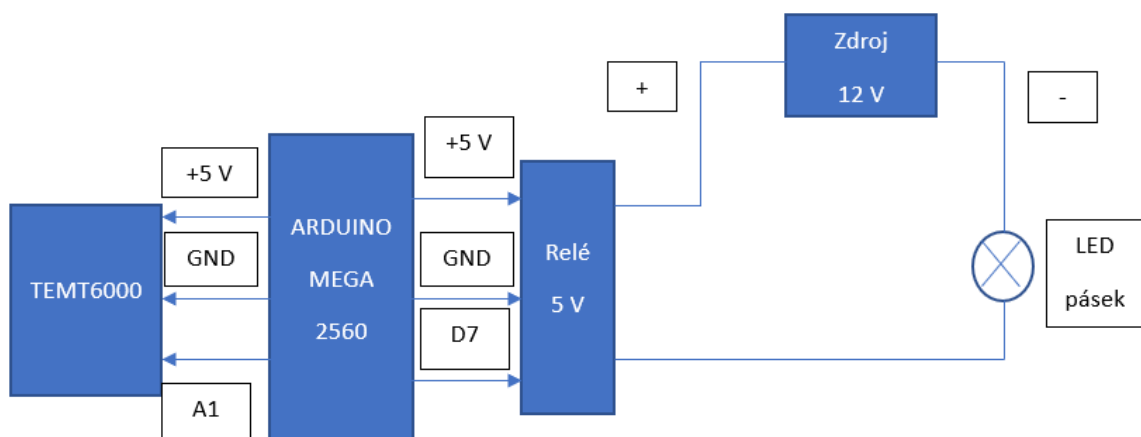 Zdroj
12 V
+
-
+5 V
+5 V
ARDUINO
MEGA
2560
TEMT6000
GND
GND
Relé
5 V
D7
A1
LED
pásek